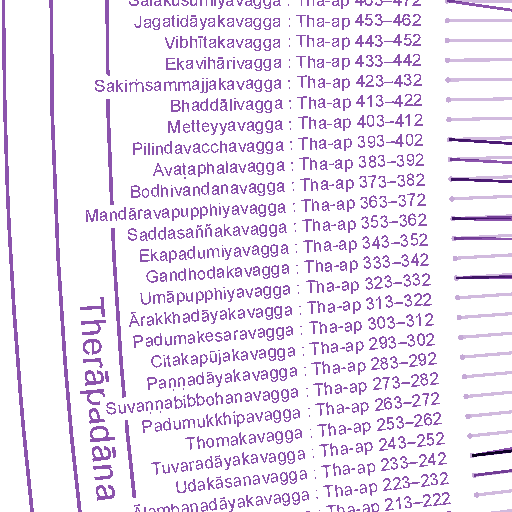 Salakusumiyavagga : Tha-ap 463–472
Jagatidāyakavagga : Tha-ap 453–462
Vibhītakavagga : Tha-ap 443–452
Ekavihārivagga : Tha-ap 433–442
Sakiṁsammajjakavagga : Tha-ap 423–432
Bhaddālivagga : Tha-ap 413–422
Metteyyavagga : Tha-ap 403–412
Pilindavacchavagga : Tha-ap 393–402
Avaṭaphalavagga : Tha-ap 383–392
Bodhivandanavagga : Tha-ap 373–382
Mandāravapupphiyavagga : Tha-ap 363–372
Saddasaññakavagga : Tha-ap 353–362
Ekapadumiyavagga : Tha-ap 343–352
Gandhodakavagga : Tha-ap 333–342
Umāpupphiyavagga : Tha-ap 323–332
Ārakkhadāyakavagga : Tha-ap 313–322
Padumakesaravagga : Tha-ap 303–312
Citakapūjakavagga : Tha-ap 293–302
Paṇṇadāyakavagga : Tha-ap 283–292
Suvaṇṇabibbohanavagga : Tha-ap 273–282
Padumukkhipavagga : Tha-ap 263–272
Thomakavagga : Tha-ap 253–262
Tuvaradāyakavagga : Tha-ap 243–252
Udakāsanavagga : Tha-ap 233–242
Ālambaṇadāyakavagga : Tha-ap 223–232
: Tha-ap 213–222
Therāpadāna